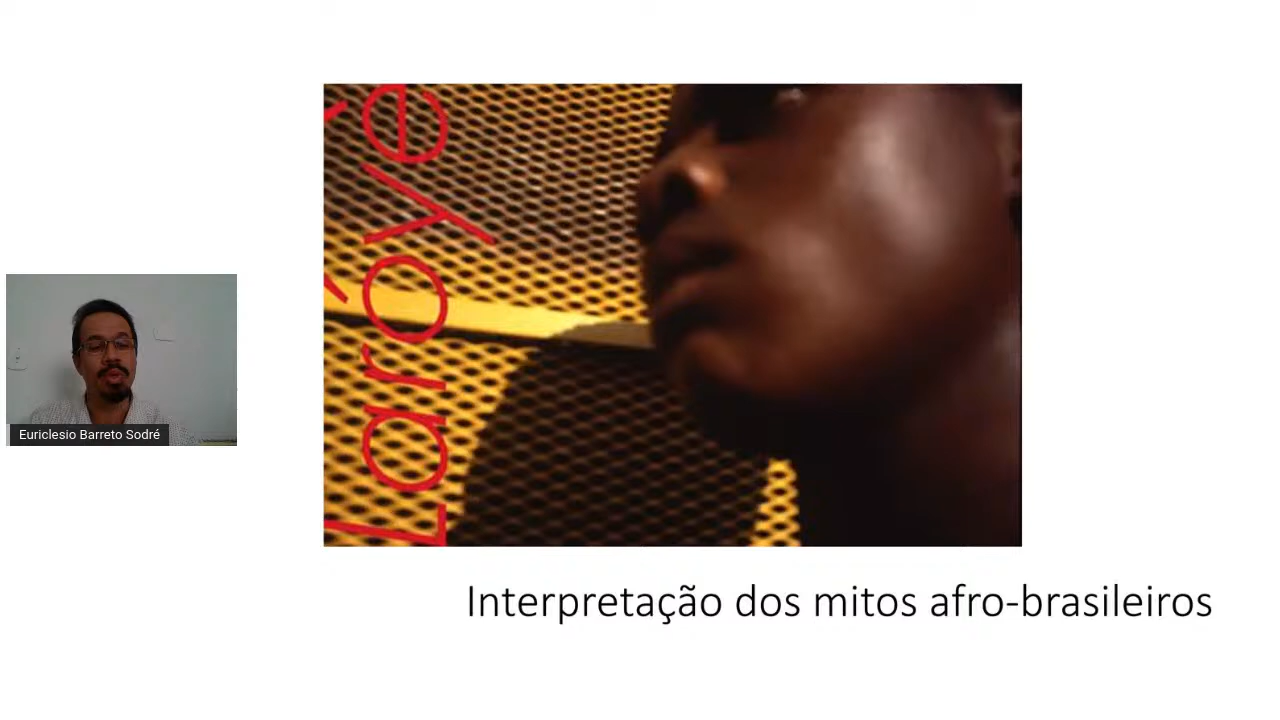 Laróyè
Euriclesio Barreto Sodré
Interpretação dos mitos afro-brasileiros